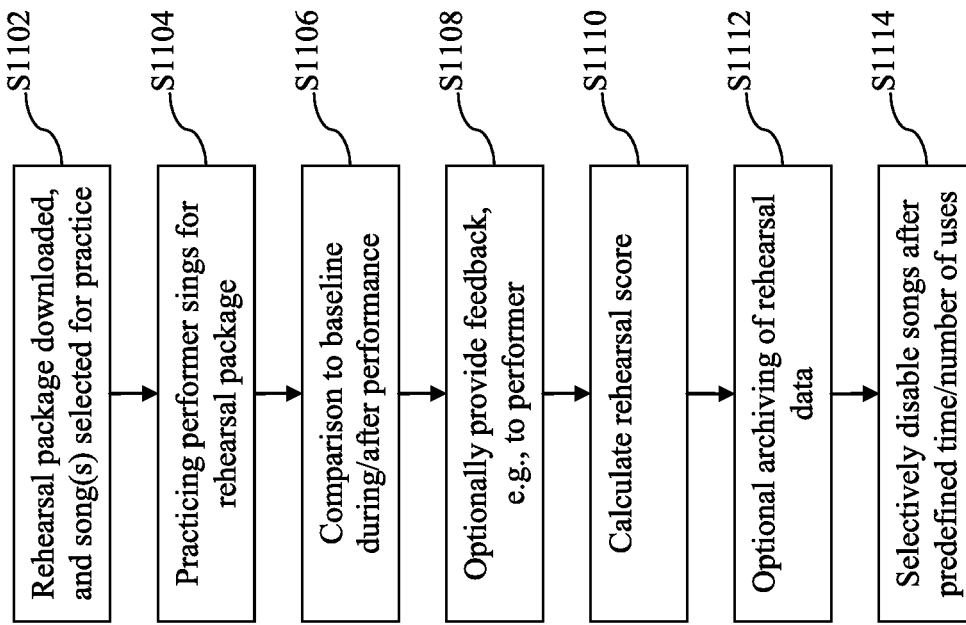 Rehearsal package downloaded,
and song(s) selected for practice
S1102
Practicing performer sings for
rehearsal package
S1104
Comparison to baseline
during/after performance
S1106
Optionally provide feedback,
e.g., to performer
S1108
Calculate rehearsal score
S1110
Optional archiving of rehearsal
data
S1112
Selectively disable songs after
predefined time/number of uses
S1114